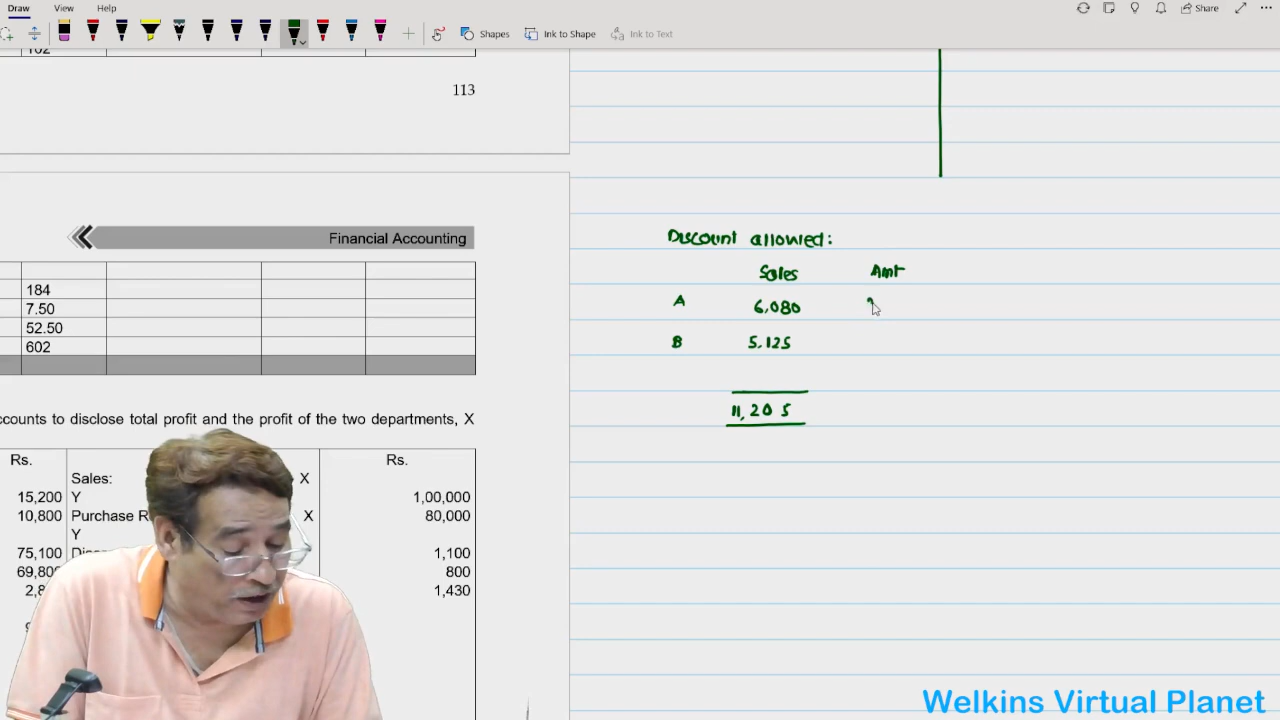 Draw View Help
Share
Shapes Ink to Shape Ink to Text
102
113
Financial Accounting
184
7.50
52.50
602
ccounts to disclose total profit and the profit of the two departments, X
Rs. Rs.
Sales: X
15,200 Y 1,00,000
10,800 Purchase R X 80,000
Y
75,100 1,100
69,800 800
1,430
Discount allowed:
Sales Amt
A 6,080
B 5,125
11,205
Welkins Virtual Planet